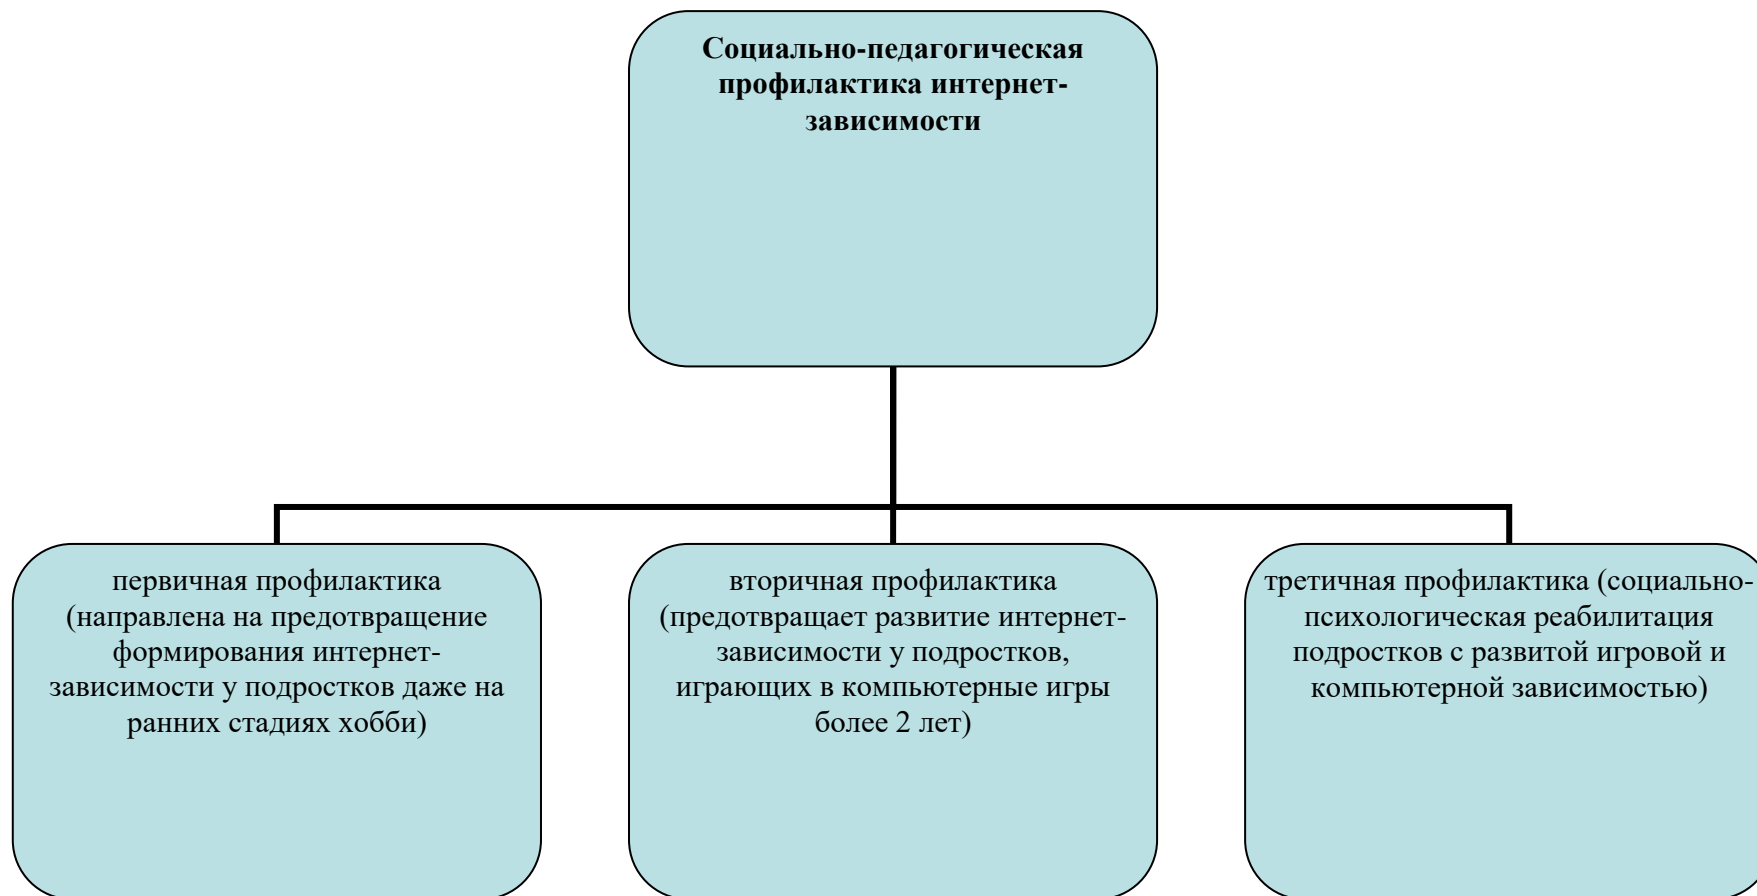 Социально-педагогическая
профилактика интернет-
зависимости
первичная профилактика
(направлена на предотвращение
формирования интернет-
зависимости у подростков даже на
ранних стадиях хобби)
вторичная профилактика
(предотвращает развитие интернет-
зависимости у подростков,
играющих в компьютерные игры
более 2 лет)
третичная профилактика (социально-
психологическая реабилитация
подростков с развитой игровой и
компьютерной зависимостью)